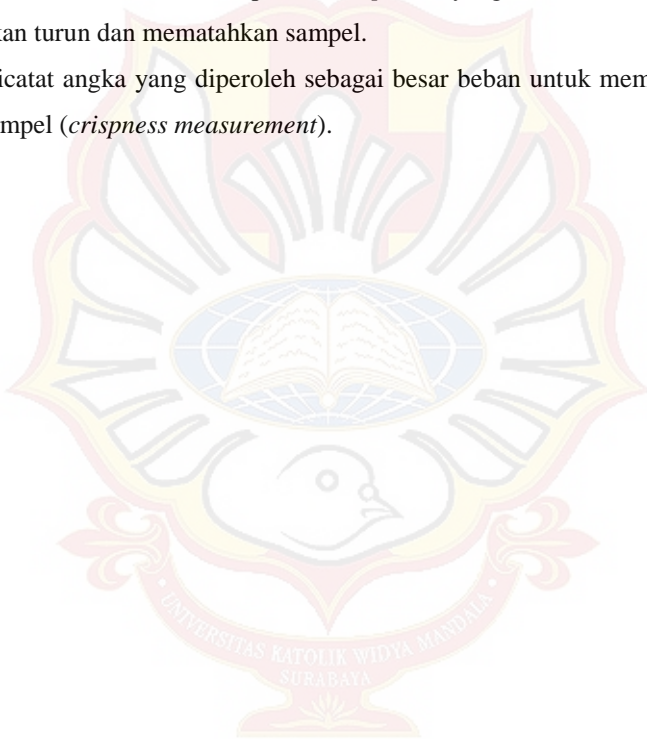 kan turun dan mematahkan sampel.
icatat angka yang diperoleh sebagai besar beban untuk mem
mpel (crispness measurement).
UNIVERSITAS KATOLIK WIDYA MANDALA
SURABAYA